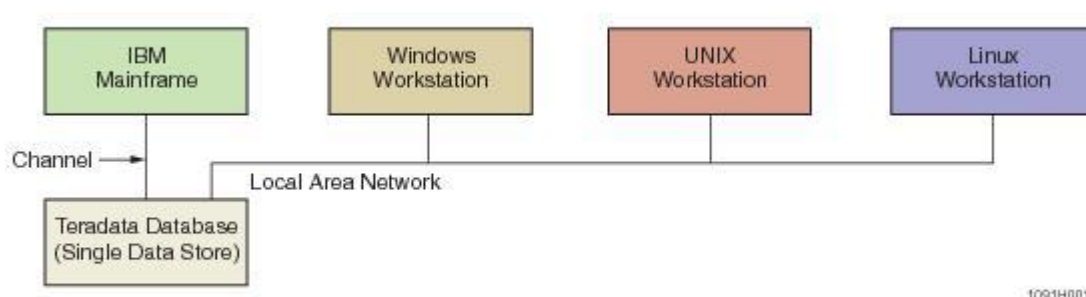 IBM
Mainframe
Windows
Workstation
UNIX
Workstation
Linux
Workstation
Channel
Local Area Network
Teradata Database
(Single Data Store)